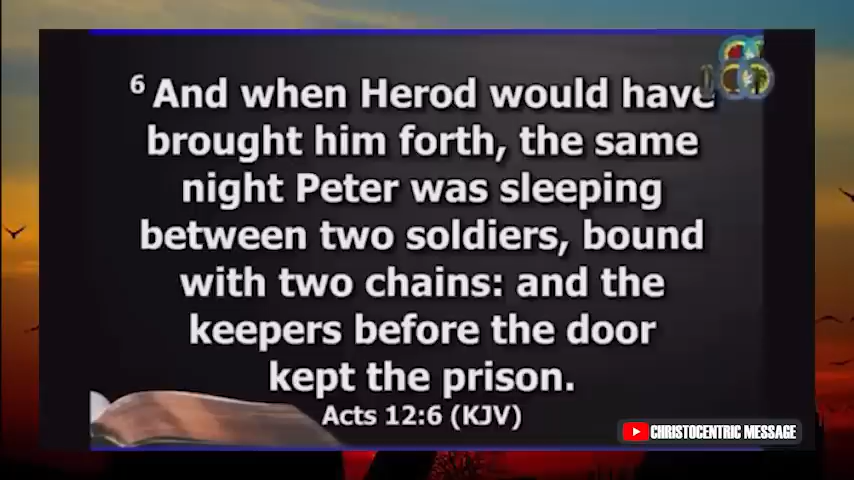 6 And when Herod would have
brought him forth, the same
night Peter was sleeping
between two soldiers, bound
with two chains: and the
keepers before the door
kept the prison.
Acts 12:6 (KJV)
CHRISTOCENTRIC MESSAGE